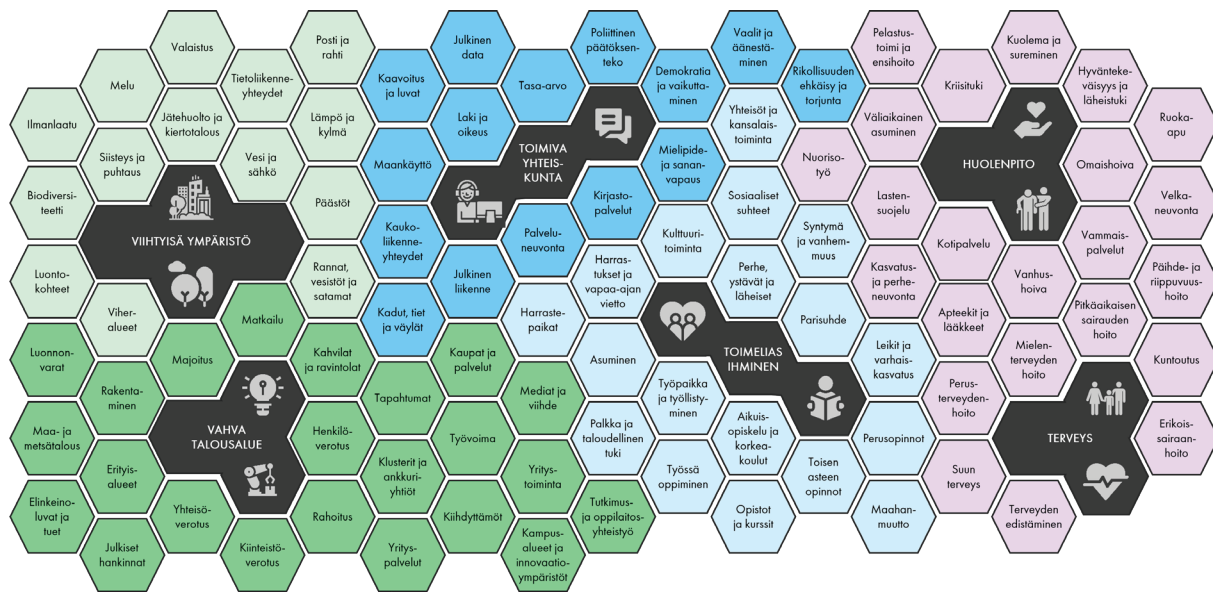 Ilmanlaatu
Biodiversi-
teetti
Luonto-
kohteet
Luonnon-
varat
Maa- ja
metsätalous
Elinkeino-
luvat ja
tuet
Melu
Siisteys ja
puhtaus
VIIHTYISÄ YMPÄRISTÖ
Viher-
alueet
Rakenta-
minen
Erityis-
alueet
Julkiset
hankinnat
Valaistus
Jätehuolto ja
kiertotalous
Majoitus
VAHVA
TALOUSALUE
Yhteisö-
verotus
Tietoliikenne-
yhteydet
Vesi ja
sähkö
Matkailu
Kiinteistö-
verotus
Posti ja
rahti
Lämpö ja
kylmä
Päästöt
Rannat,
vesistöt ja
satamat
Kahvilat
ja ravintolat
Henkilö-
verotus
Rahoitus
Kaavoitus
ja luvat
Maankäyttö
Kauko-
liikenne-
yhteydet
Kadut, tiet
ja väylät
Tapahtumat
Klusterit ja
ankkuri-
yhtiöt
Yritys-
palvelut
Julkinen
data
Laki ja
oikeus
Julkinen
liikenne
Kaupat ja
palvelut
Työvoima
Kiihdyttämöt
Tasa-arvo
TOIMIVA
YHTEIS-
KUNTA
Palvelu-
neuvonta
Harraste-
paikat
Mediat ja
viihde
Yritys-
toiminta
Kampus-
alueet ja
innovaatio-
ympäristöt
Poliittinen
päätöksen-
teko
Kirjasto-
palvelut
Harras-
tukset ja
vapaa-ajan
vietto
Asuminen
Palkka ja
taloudellinen
tuki
Tutkimus-
ja oppilaitos-
yhteistyö
Demokratia
ja vaikutta-
minen
Mielipide-
ja sanan-
vapaus
Kulttuuri-
toiminta
Työpaikka
ja työllisty-
minen
Työssä
oppiminen
Vaalit ja
äänestä-
minen
Yhteisöt ja
kansalais-
toiminta
Sosiaaliset
suhteet
Perhe,
ystävät ja
läheiset
TOIMELIAS
IHMINEN
Aikuis-
opiskelu ja
korkea-
koulut
Opistot
ja kurssit
Rikollisuuden
ehkäisy ja
torjunta
Nuoriso-
työ
Syntymä
ja vanhem-
muus
Parisuhde
Toisen
asteen
opinnot
Pelastus-
toimi ja
ensihoito
Väliaikainen
asuminen
Lasten-
suojelu
Kasvatus-
ja perhe-
neuvonta
Leikit ja
varhais-
kasvatus
Perusopinnot
Maahan-
muutto
Kriisituki
HUOLENPITO
Kotipalvelu
Apteekit ja
lääkkeet
Perus-
terveyden-
hoito
Suun
terveys
Kuolema ja
sureminen
Vanhus-
hoiva
Mielen-
terveyden
hoito
TERVEYS
Terveyden
edistäminen
Hyvänteke-
väisyys ja
läheistuki
Omaishoiva
Vammais-
palvelut
Pitkäaikaisen
sairauden
hoito
Ruoka-
apu
Velka-
neuvonta
Päihde- ja
riippuvuus-
hoito
Kuntoutus
Erikois-
sairaan-
hoito